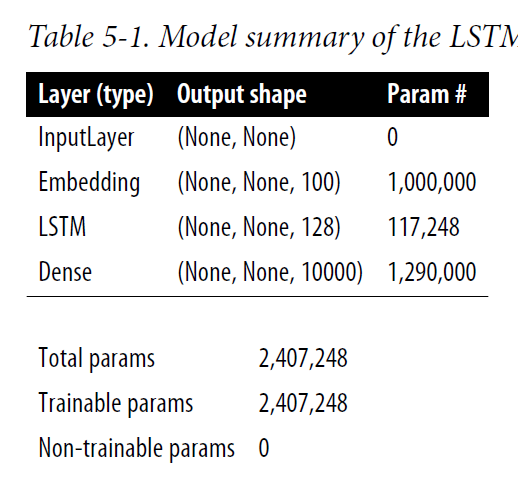 Table 5-1. Model summary of the LSTM
Layer (type) Output shape Param #
InputLayer (None, None) 0
Embedding (None, None, 100) 1,000,000
LSTM (None, None, 128) 117,248
Dense (None, None, 10000) 1,290,000
Total params 2,407,248
Trainable params 2,407,248
Non-trainable params 0